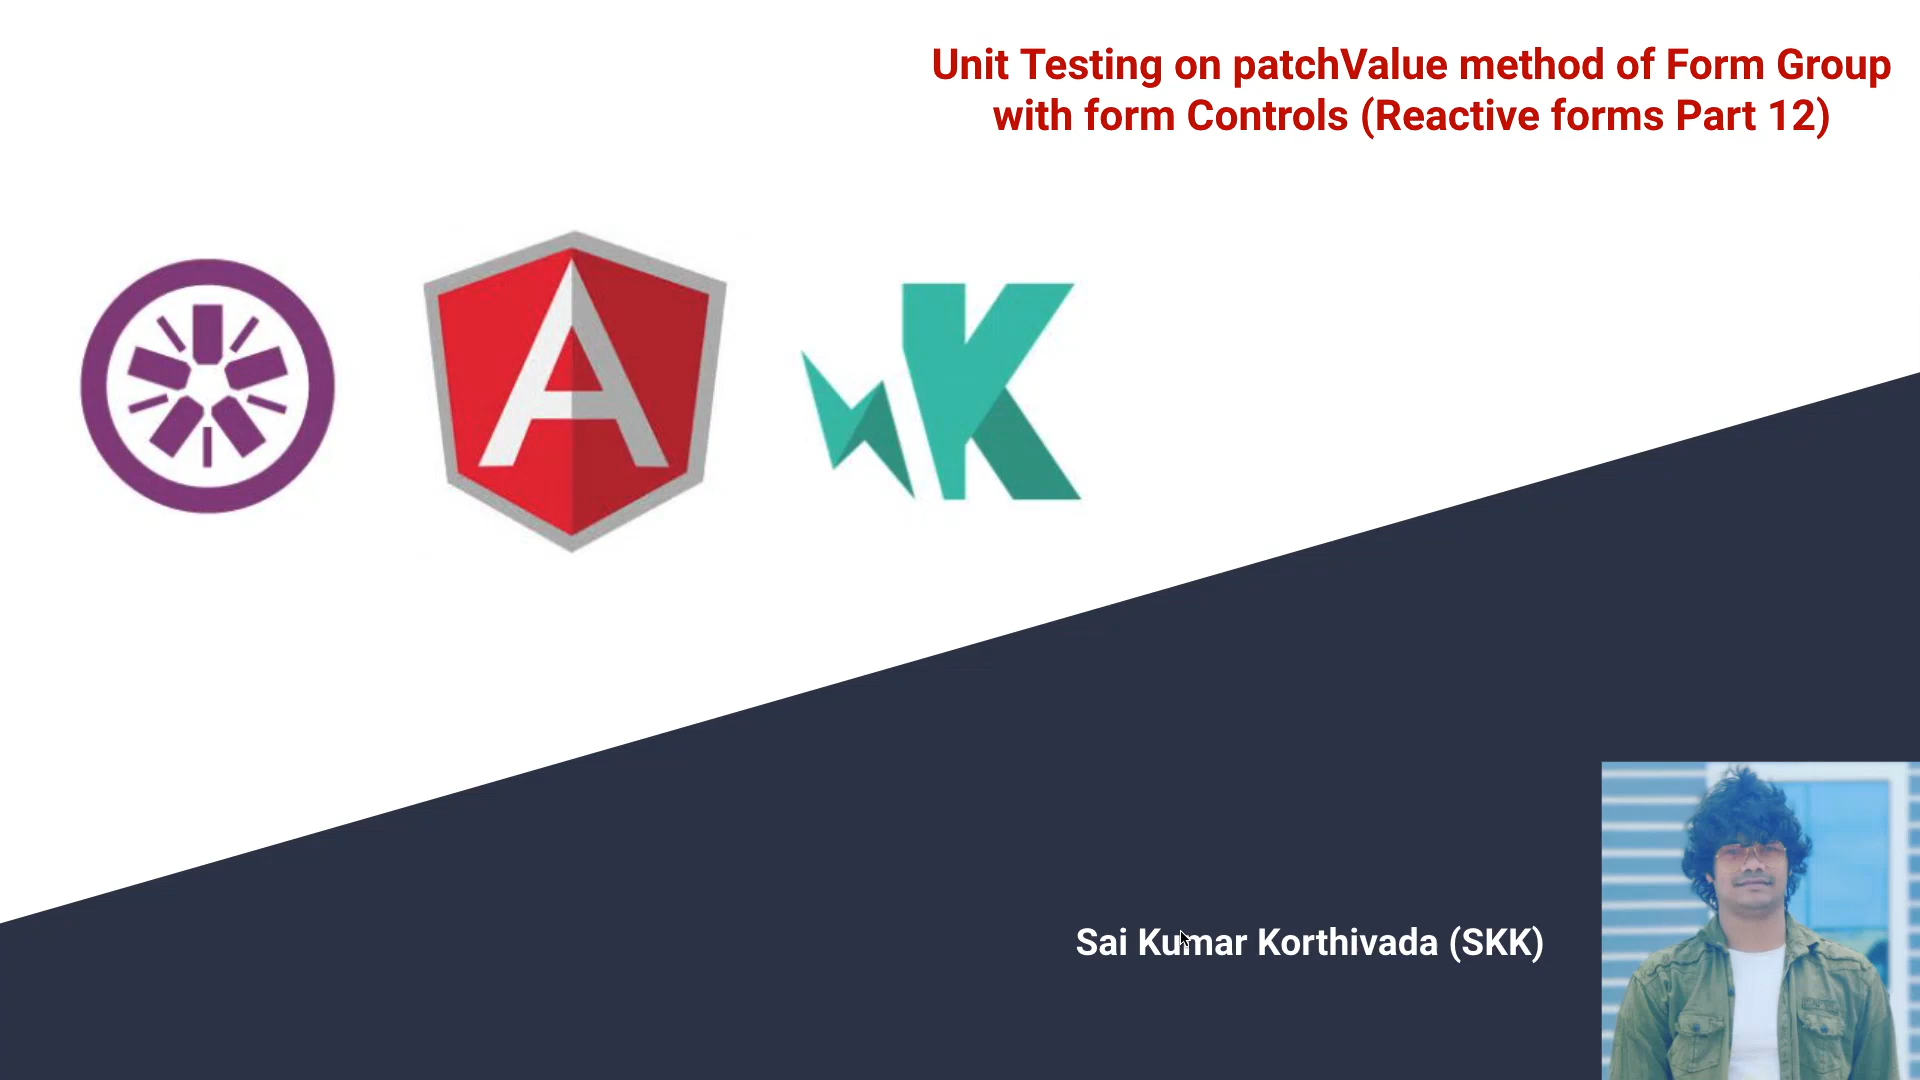 Unit Testing on patchValue method of Form Group
with form Controls (Reactive forms Part 12)
Sai Kumar Korthivada (SKK)